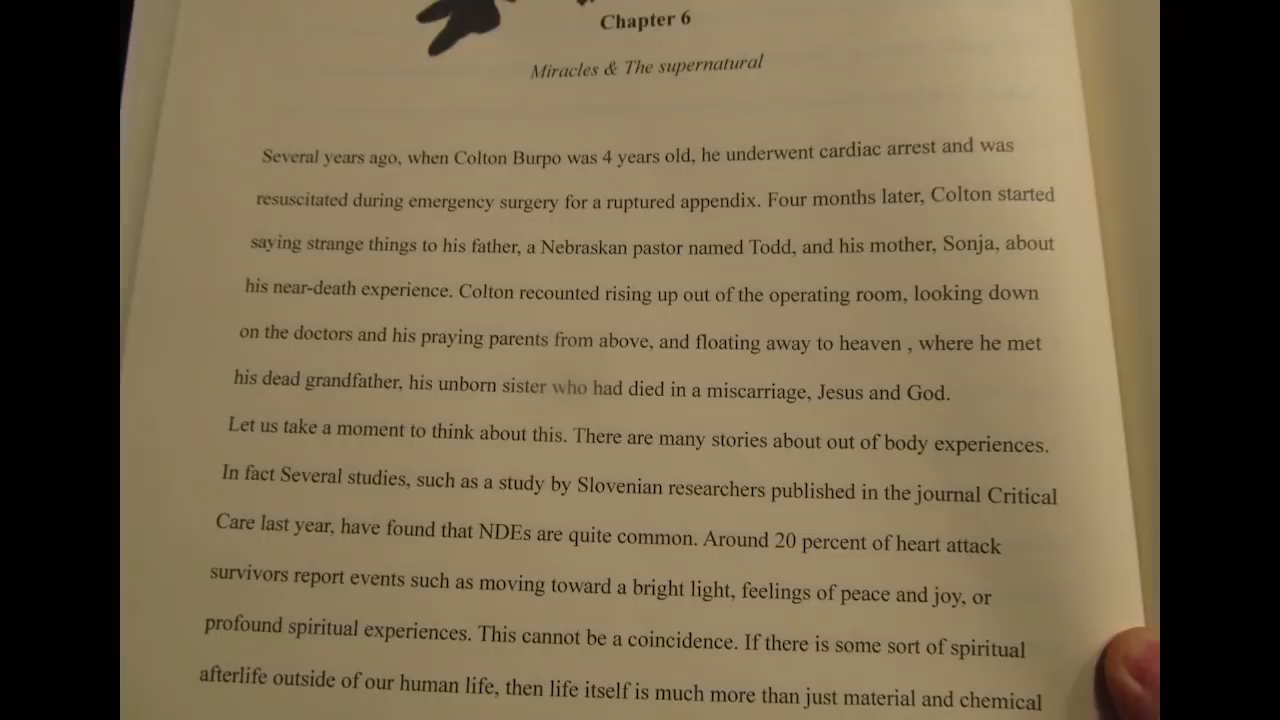 Chapter 6
Miracles & The supernatural
Several years ago, when Colton Burpo was 4 years old, he underwent cardiac arrest and was
resuscitated during emergency surgery for a ruptured appendix. Four months later, Colton started
saying strange things to his father, a Nebraskan pastor named Todd, and his mother, Sonja, about
his near-death experience. Colton recounted rising up out of the operating room, looking down
on the doctors and his praying parents from above, and floating away to heaven , where he met
his dead grandfather, his unborn sister who had died in a miscarriage, Jesus and God.
Let us take a moment to think about this. There are many stories about out of body experiences.
In fact Several studies, such as a study by Slovenian researchers published in the journal Critical
Care last year, have found that NDEs are quite common. Around 20 percent of heart attack
survivors report events such as moving toward a bright light, feelings of peace and joy, or
profound spiritual experiences. This cannot be a coincidence. If there is some sort of spiritual
afterlife outside of our human life, then life itself is much more than just material and chemical